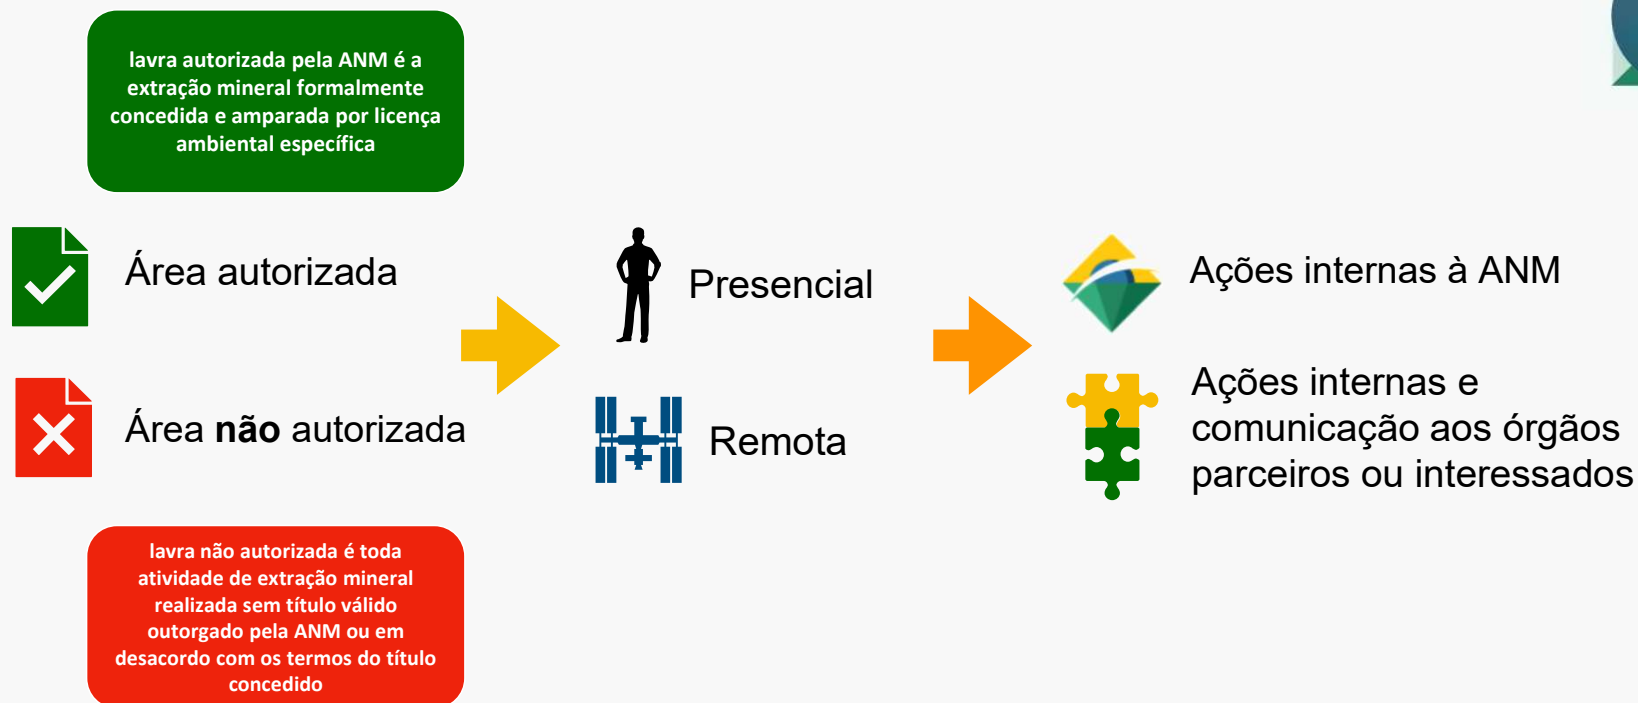 lavra autorizada pela ANM é a
extração mineral formalmente
concedida e amparada por licença
ambiental específica
Área autorizada
Área não autorizada
lavra não autorizada é toda
atividade de extração mineral
realizada sem título válido
outorgado pela ANM ou em
desacordo com os termos do título
concedido
Presencial
Remota
Ações internas à ANM
Ações internas e
comunicação aos órgãos
parceiros ou interessados